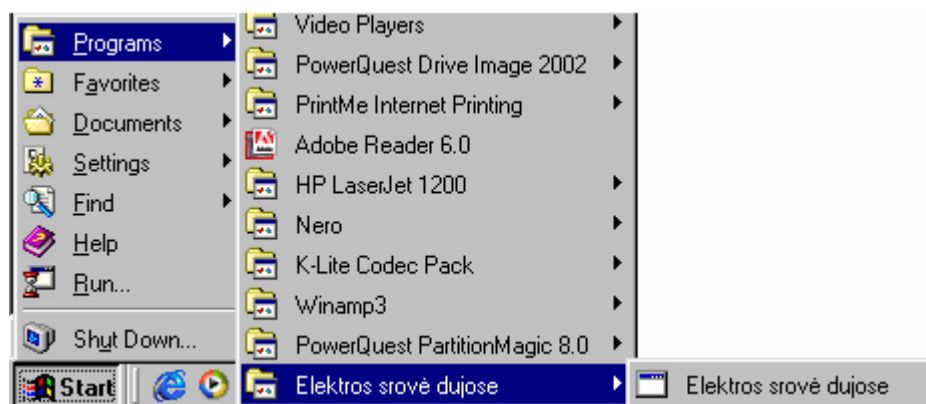 Programs
Favorites
Documents
Settings
Find
Help
Run...
Shut Down...
Start
Video Players
PowerQuest Drive Image 2002
PrintMe Internet Printing
Adobe Reader 6.0
HP LaserJet 1200
Nero
K-Lite Codec Pack
Winamp3
PowerQuest PartitionMagic 8.0
Elektros srovė dujose
Elektros srovė dujose